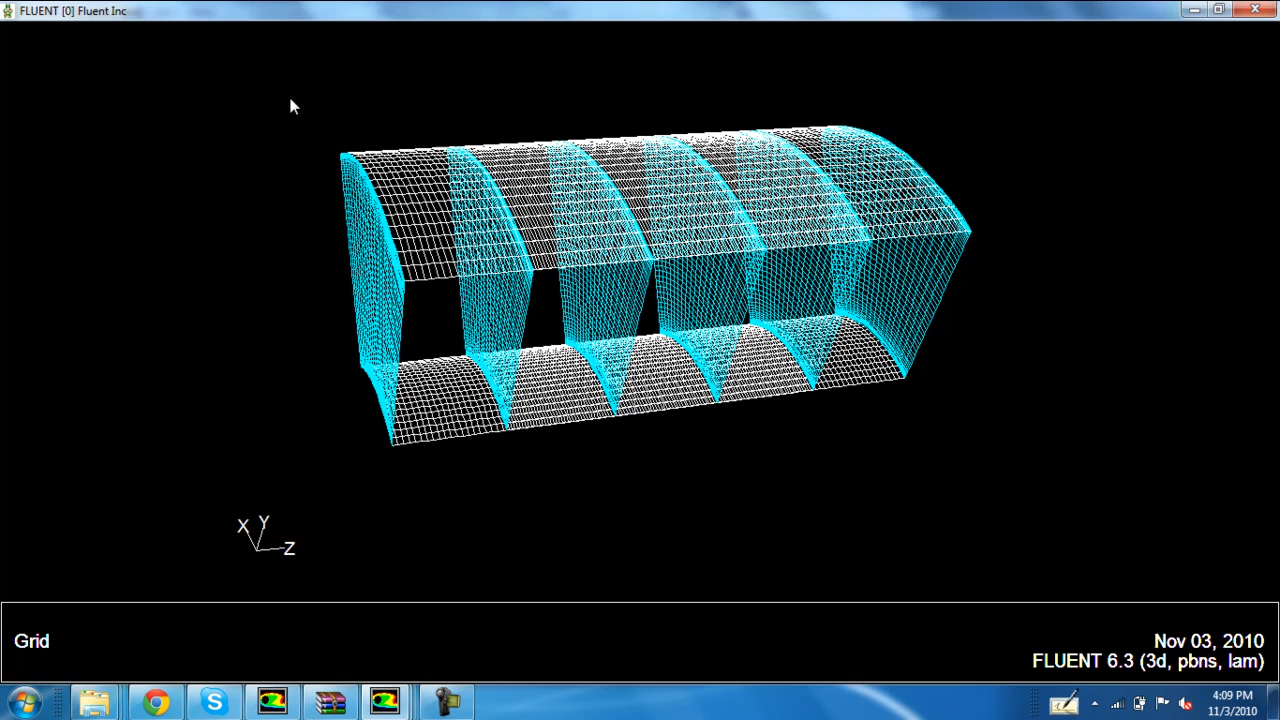 FLUENT [0] Fluent Inc
X Y
Z
Grid
Nov 03, 2010
FLUENT 6.3 (3d, pbns, lam)
4:09 PM
11/3/2010